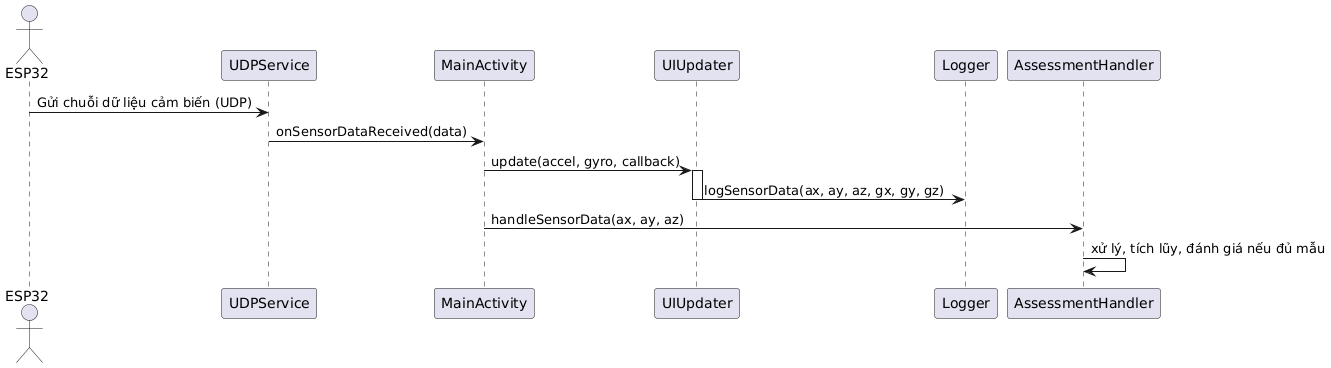 ESP32
UDPService
MainActivity
UIUpdater
Logger
AssessmentHandler
Gửi chuỗi dữ liệu cảm biến (UDP)
onSensorDataReceived(data)
update(accel, gyro, callback)
logSensorData(ax, ay, az, gx, gy, gz)
handleSensorData(ax, ay, az)
xử lý, tích lũy, đánh giá nếu đủ mẫu
ESP32
UDPService
MainActivity
UIUpdater
Logger
AssessmentHandler